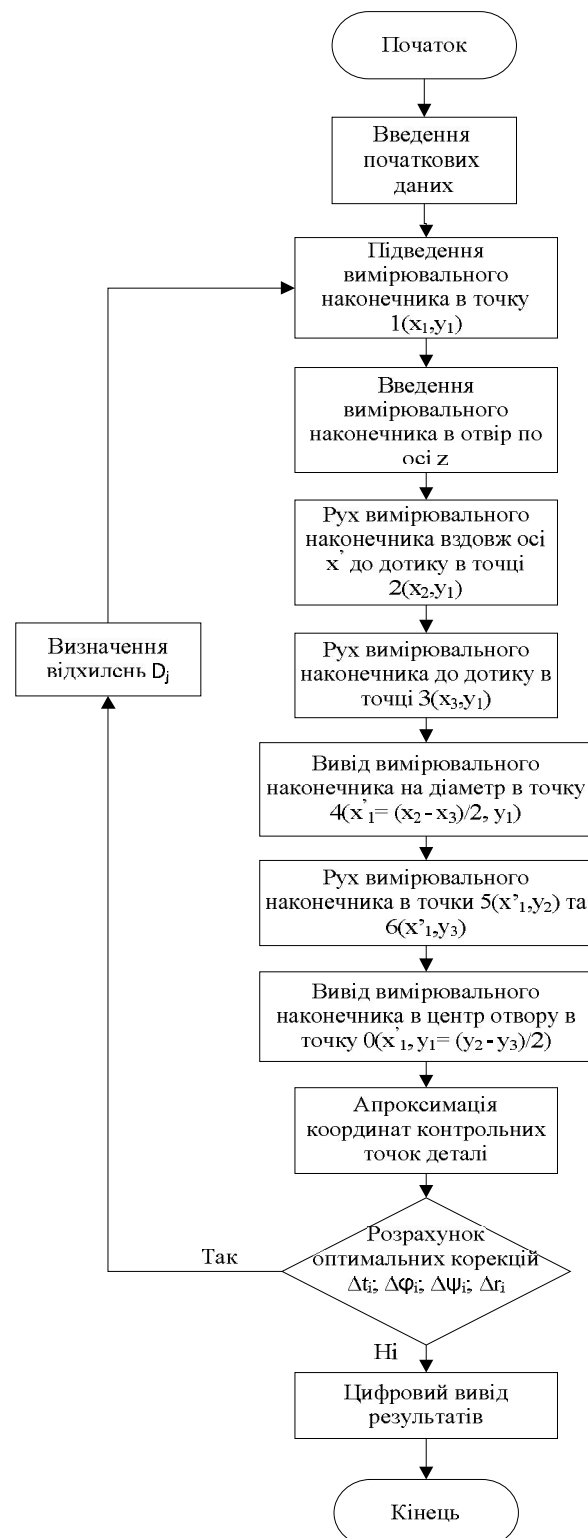 Початок
Введення
початкових
даних
Підведення
вимірювального
наконечника в точку
1(x₁,y₁)
Введення
вимірювального
наконечника в отвір по
осі z
Рух вимірювального
наконечника вздовж осі
x' до дотику в точці
2(x₂,y₁)
Визначення
відхилень Dⱼ
Рух вимірювального
наконечника до дотику в
точці 3(x₃,y₁)
Вивід вимірювального
наконечника на діаметр в точку
4(x'₁= (x₂ - x₃)/2, y₁)
Рух вимірювального
наконечника в точки 5(x'₁,y₂) та
6(x'₁,y₃)
Вивід вимірювального
наконечника в центр отвору в
точку 0(x'₁, y₁= (y₂ - y₃)/2)
Апроксимація
координат контрольних
точок деталі
Розрахунок
оптимальних корекцій
Δtᵢ; Δφᵢ; Δψᵢ; Δrᵢ
Так
Ні
Цифровий вивід
результатів
Кінець